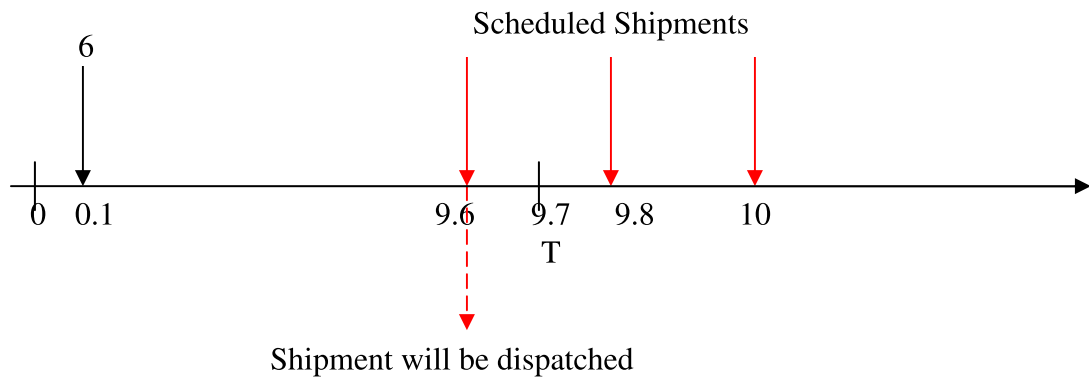 Scheduled Shipments
6
0 0.1 9.6 9.7 9.8 10
T
Shipment will be dispatched